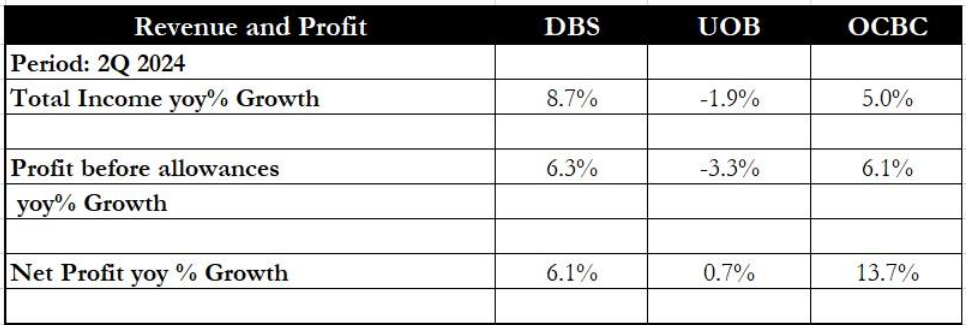 Revenue and Profit DBS UOB OCBC
Period: 2Q 2024
Total Income yoy% Growth 8.7% -1.9% 5.0%
Profit before allowances 6.3% -3.3% 6.1%
yoy% Growth
Net Profit yoy % Growth 6.1% 0.7% 13.7%